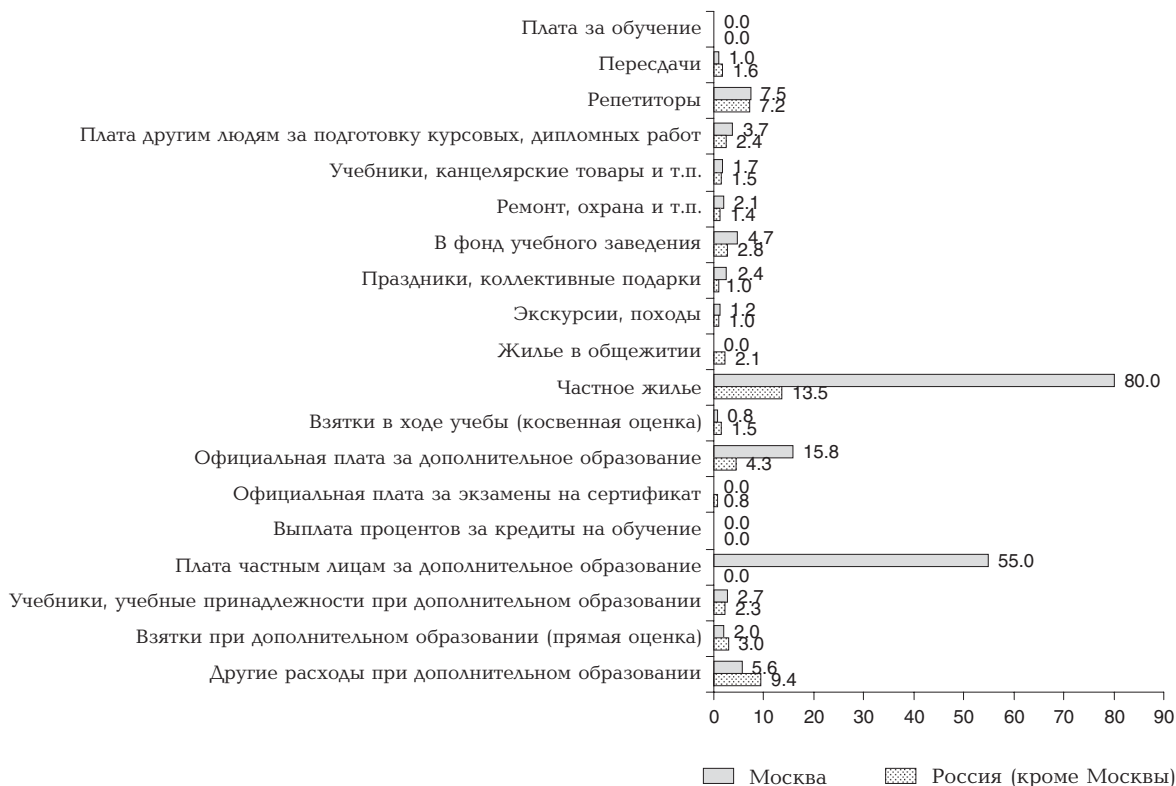 Плата за обучение 0.0
0.0
Пересдачи 1.0
1.6
Репетиторы 7.5
7.2
Плата другим людям за подготовку курсовых, дипломных работ 3.7
2.4
Учебники, канцелярские товары и т.п. 1.7
1.5
Ремонт, охрана и т.п. 2.1
1.4
В фонд учебного заведения 4.7
2.8
Праздники, коллективные подарки 2.4
1.0
Экскурсии, походы 1.2
1.0
Жилье в общежитии 0.0
2.1
Частное жилье 80.0
13.5
Взятки в ходе учебы (косвенная оценка) 0.8
1.5
Официальная плата за дополнительное образование 15.8
4.3
Официальная плата за экзамены на сертификат 0.0
0.8
Выплата процентов за кредиты на обучение 0.0
0.0
Плата частным лицам за дополнительное образование 55.0
0.0
Учебники, учебные принадлежности при дополнительном образовании 2.7
2.3
Взятки при дополнительном образовании (прямая оценка) 2.0
3.0
Другие расходы при дополнительном образовании 5.6
9.4
0 10 20 30 40 50 60 70 80 90
Москва Россия (кроме Москвы)